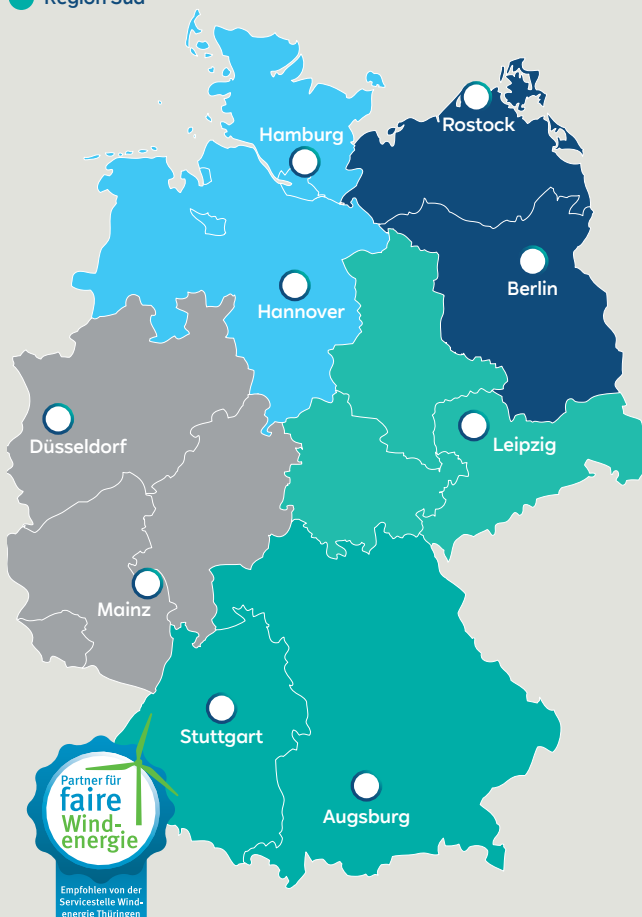 Region Süd
Hamburg
Rostock
Berlin
Hannover
Düsseldorf
Leipzig
Mainz
Stuttgart
Augsburg
Partner für
faire
Wind-
energie
Empfohlen von der
Servicestelle Wind-
energie Thüringen